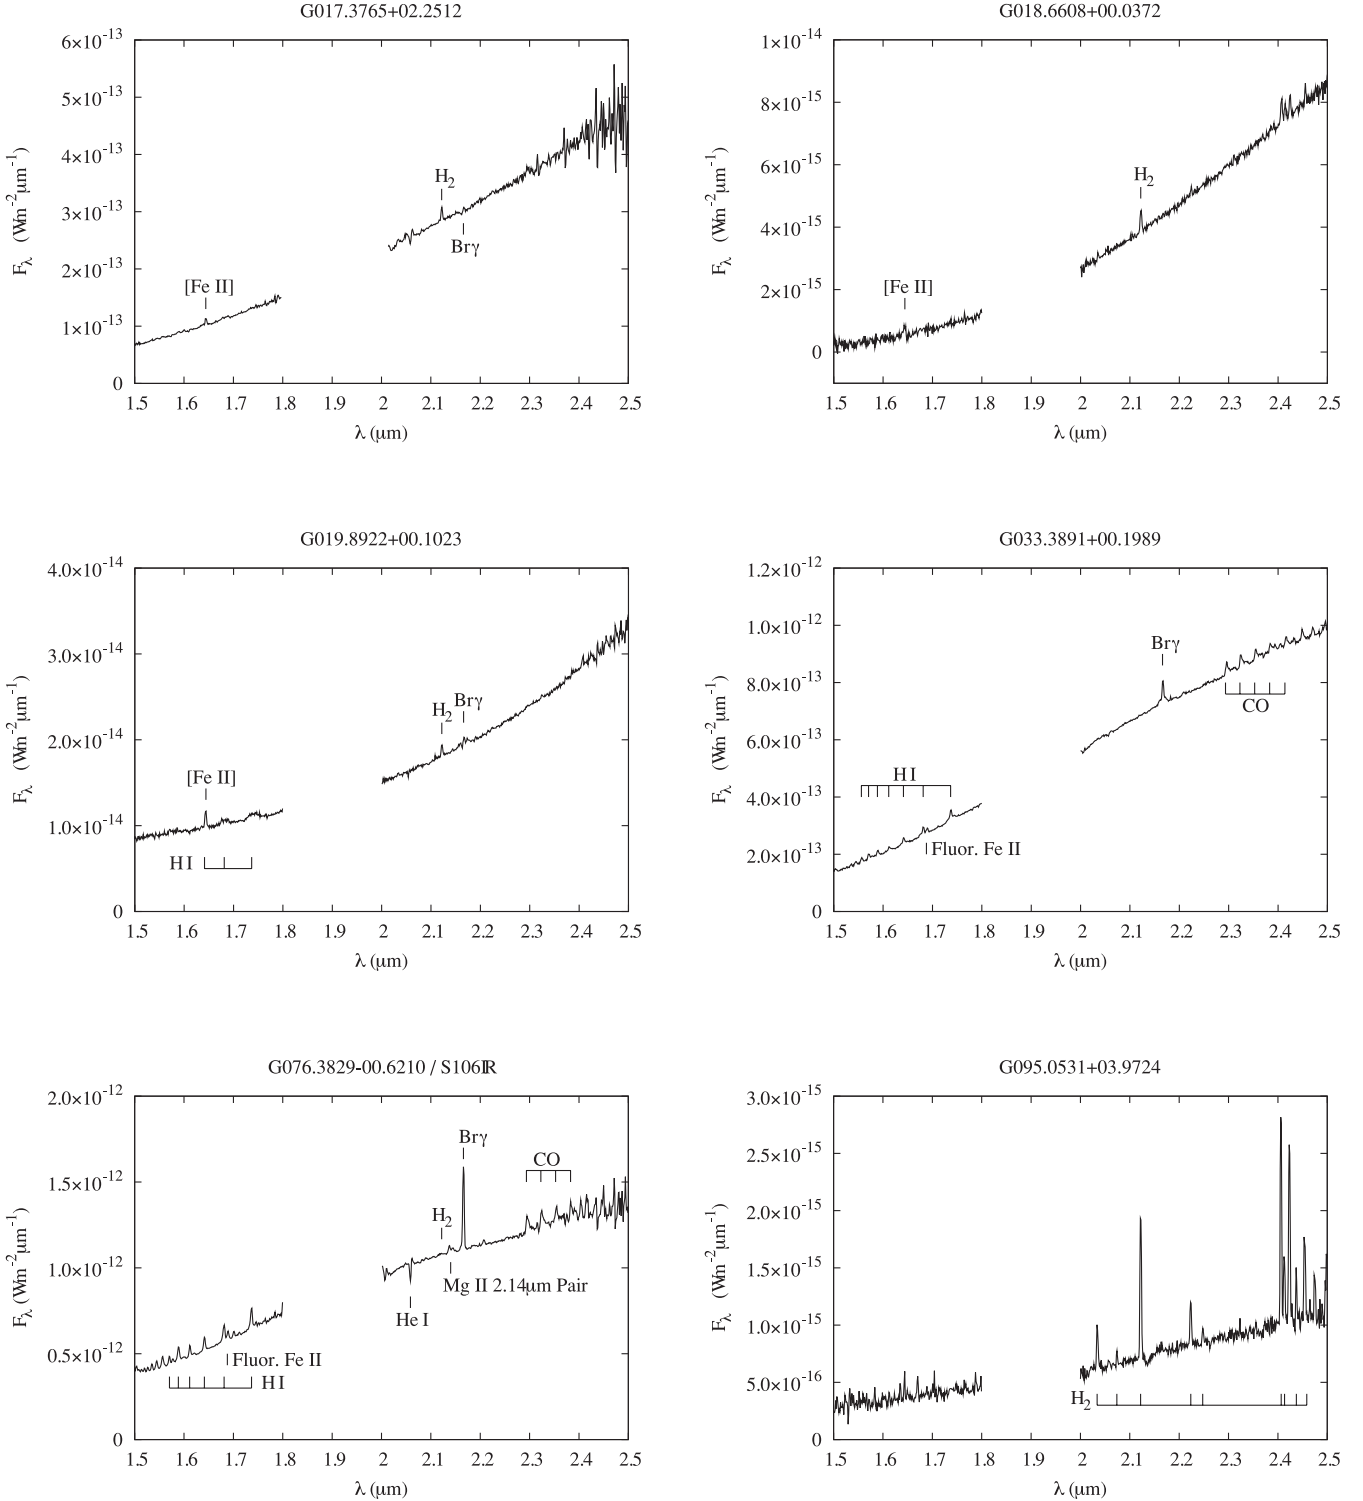 G017.3765+02.2512
6×10⁻¹³
5×10⁻¹³
4×10⁻¹³
3×10⁻¹³
2×10⁻¹³
1×10⁻¹³
0
F_λ (Wm⁻²μm⁻¹)
[Fe II]
H₂
Brγ
1.5 1.6 1.7 1.8 2 2.1 2.2 2.3 2.4 2.5
λ (μm)
G018.6608+00.0372
1×10⁻¹⁴
8×10⁻¹⁵
6×10⁻¹⁵
4×10⁻¹⁵
2×10⁻¹⁵
0
F_λ (Wm⁻²μm⁻¹)
[Fe II]
H₂
1.5 1.6 1.7 1.8 2 2.1 2.2 2.3 2.4 2.5
λ (μm)
G019.8922+00.1023
4.0×10⁻¹⁴
3.0×10⁻¹⁴
2.0×10⁻¹⁴
1.0×10⁻¹⁴
0
F_λ (Wm⁻²μm⁻¹)
[Fe II]
H I
H₂ Brγ
1.5 1.6 1.7 1.8 2 2.1 2.2 2.3 2.4 2.5
λ (μm)
G033.3891+00.1989
1.2×10⁻¹²
1.0×10⁻¹²
8.0×10⁻¹³
6.0×10⁻¹³
4.0×10⁻¹³
2.0×10⁻¹³
0
F_λ (Wm⁻²μm⁻¹)
H I
Fluor. Fe II
Brγ
CO
1.5 1.6 1.7 1.8 2 2.1 2.2 2.3 2.4 2.5
λ (μm)
G076.3829-00.6210 / S106IR
2.0×10⁻¹²
1.5×10⁻¹²
1.0×10⁻¹²
0.5×10⁻¹²
0
F_λ (Wm⁻²μm⁻¹)
Brγ
CO
H₂
Mg II 2.14μm Pair
He I
Fluor. Fe II
H I
1.5 1.6 1.7 1.8 2 2.1 2.2 2.3 2.4 2.5
λ (μm)
G095.0531+03.9724
3.0×10⁻¹⁵
2.5×10⁻¹⁵
2.0×10⁻¹⁵
1.5×10⁻¹⁵
1.0×10⁻¹⁵
5.0×10⁻¹⁶
0
F_λ (Wm⁻²μm⁻¹)
H₂
1.5 1.6 1.7 1.8 2 2.1 2.2 2.3 2.4 2.5
λ (μm)